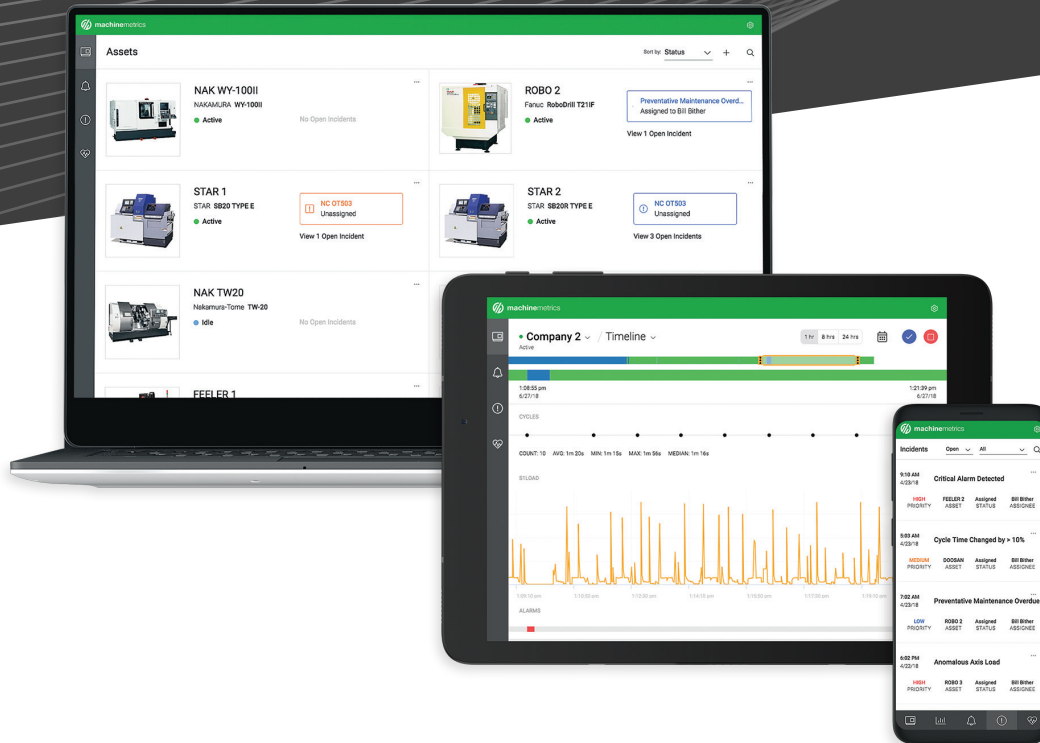 machinemetrics
Assets
Sort by: Status
NAK WY-100II
NAKAMURA WY-100II
Active
No Open Incidents
ROBO 2
Fanuc RoboDrill T21iF
Active
Preventative Maintenance Overd...
Assigned to Bill Bither
View 1 Open Incident
STAR 1
STAR SB20 TYPE E
Active
NC OT503
Unassigned
View 1 Open Incident
STAR 2
STAR SB20R TYPE E
Active
NC OT503
Unassigned
View 3 Open Incidents
NAK TW20
Nakamura-Tome TW-20
Idle
No Open Incidents
FEELER 1
machinemetrics
Company 2 / Timeline
Active
1 hr 8 hrs 24 hrs
1:08:55 pm
6/27/18
1:21:39 pm
6/27/18
CYCLES
COUNT: 10 AVG: 1m 20s MIN: 1m 15s MAX: 1m 56s MEDIAN: 1m 16s
S1LOAD
ALARMS
machinemetrics
Incidents Open All
9:10 AM
4/23/18
Critical Alarm Detected
HIGH FEELER 2 Assigned Bill Bither
PRIORITY ASSET STATUS ASSIGNEE
5:03 AM
4/23/18
Cycle Time Changed by > 10%
MEDIUM DOOSAN Assigned Bill Bither
PRIORITY ASSET STATUS ASSIGNEE
7:02 AM
4/23/18
Preventative Maintenance Overdue
LOW ROBO 2 Assigned Bill Bither
PRIORITY ASSET STATUS ASSIGNEE
6:02 PM
4/22/18
Anomalous Axis Load
HIGH ROBO 3 Assigned Bill Bither
PRIORITY ASSET STATUS ASSIGNEE